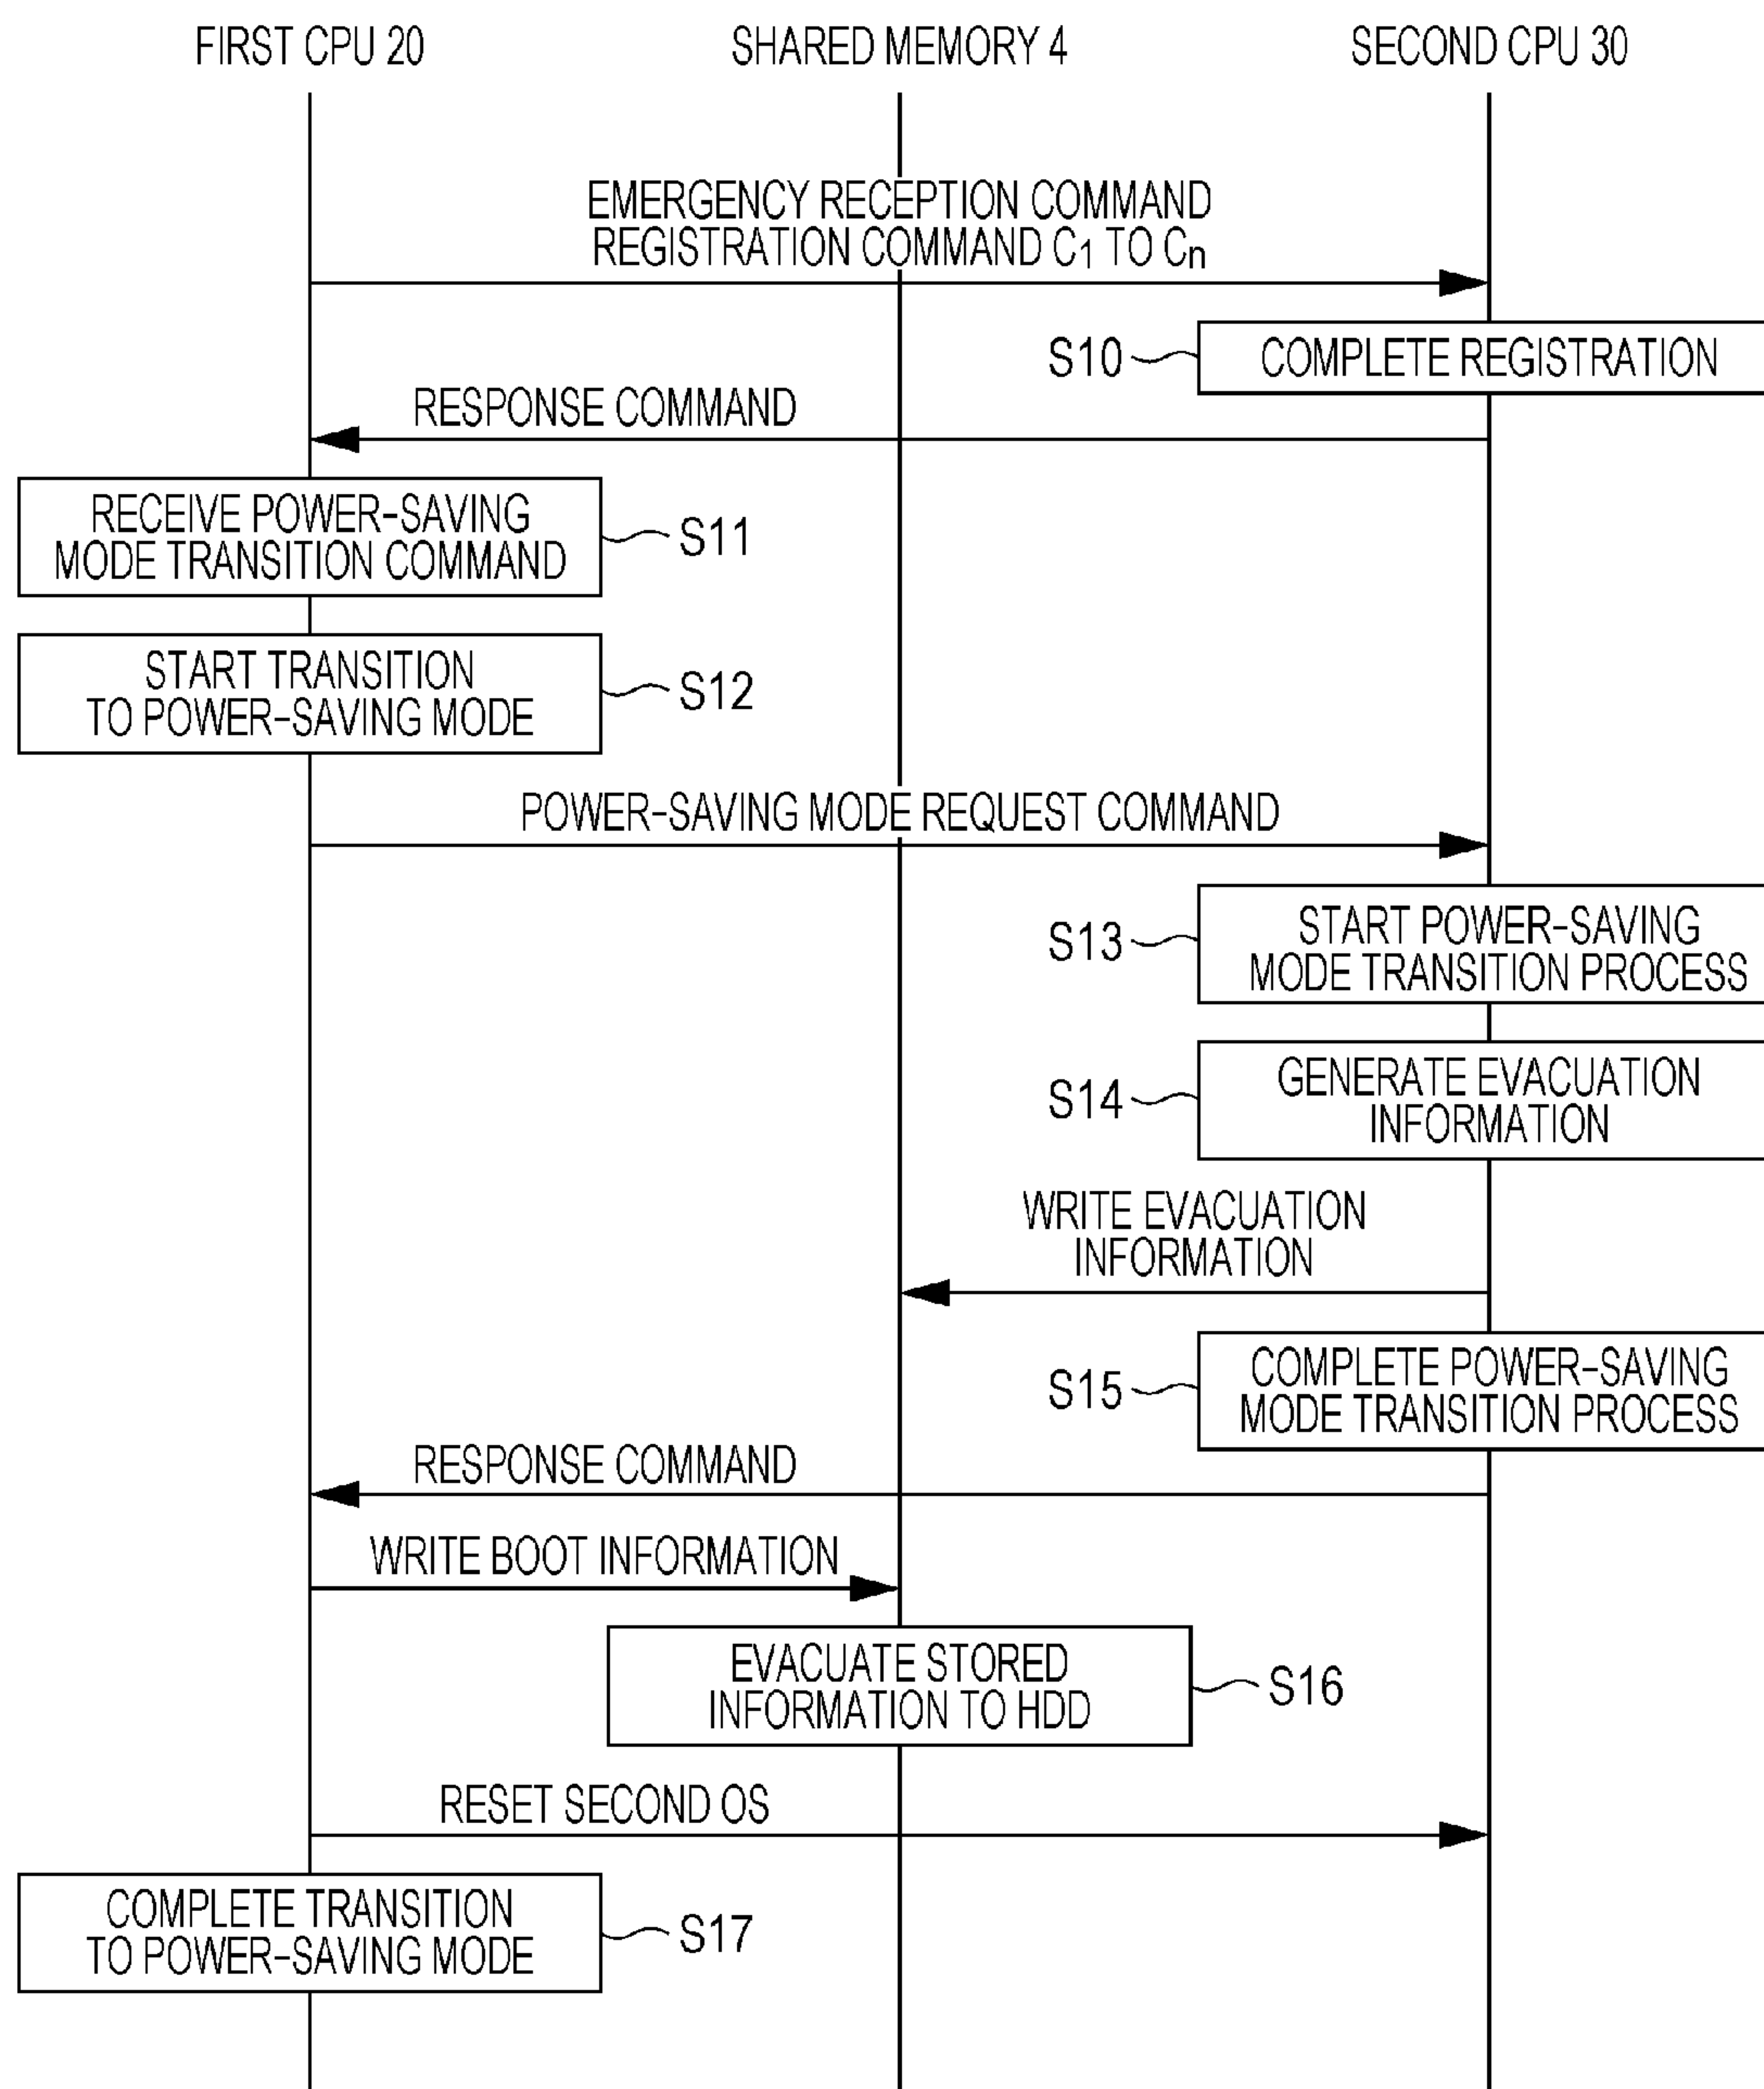 FIRST CPU 20
SHARED MEMORY 4
SECOND CPU 30
EMERGENCY RECEPTION COMMAND
REGISTRATION COMMAND C1 TO Cn
S10
COMPLETE REGISTRATION
RESPONSE COMMAND
RECEIVE POWER-SAVING
MODE TRANSITION COMMAND
S11
START TRANSITION
TO POWER-SAVING MODE
S12
POWER-SAVING MODE REQUEST COMMAND
S13
START POWER-SAVING
MODE TRANSITION PROCESS
S14
GENERATE EVACUATION
INFORMATION
WRITE EVACUATION
INFORMATION
S15
COMPLETE POWER-SAVING
MODE TRANSITION PROCESS
RESPONSE COMMAND
WRITE BOOT INFORMATION
EVACUATE STORED
INFORMATION TO HDD
S16
RESET SECOND OS
COMPLETE TRANSITION
TO POWER-SAVING MODE
S17